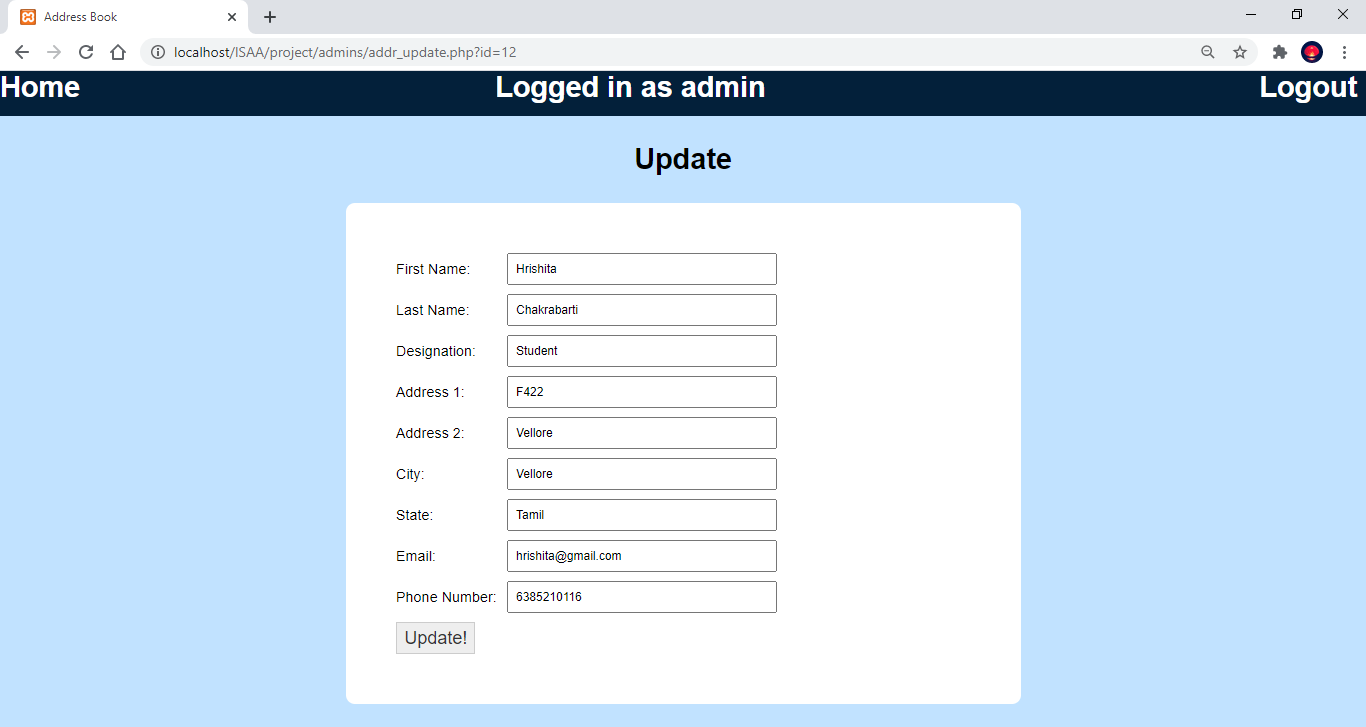 Address Book
localhost/ISAA/project/admins/addr_update.php?id=12
Home Logged in as admin Logout
Update
First Name: Hrishita
Last Name: Chakrabarti
Designation: Student
Address 1: F422
Address 2: Vellore
City: Vellore
State: Tamil
Email: hrishita@gmail.com
Phone Number: 6385210116
Update!